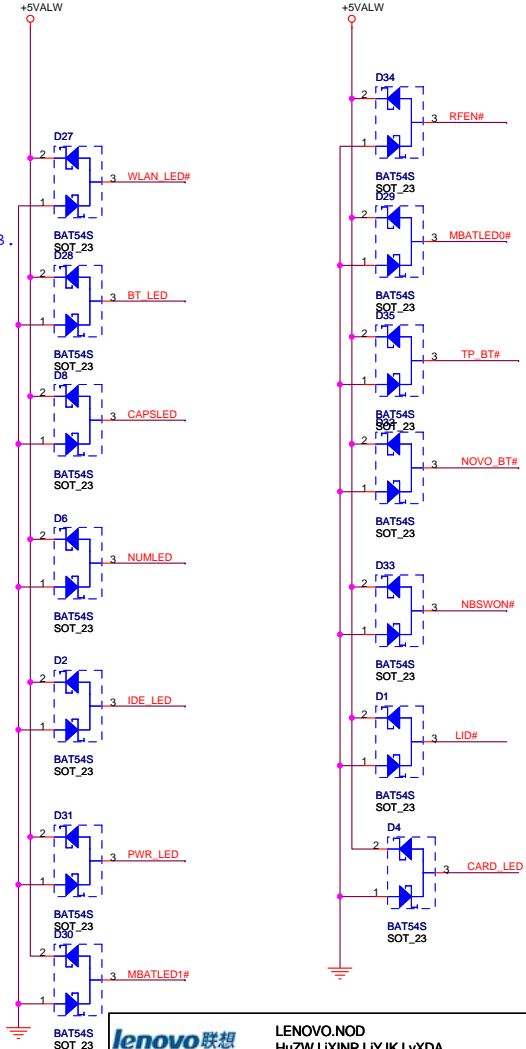 +5VALW
D27
2
1
3
WLAN_LED#
BAT54S
SOT_23
3.
D28
2
1
3
BT_LED
BAT54S
SOT_23
D8
2
1
3
CAPSLED
BAT54S
SOT_23
D6
2
1
3
NUMLED
BAT54S
SOT_23
D2
2
1
3
IDE_LED
BAT54S
SOT_23
D31
2
1
3
PWR_LED
BAT54S
SOT_23
D30
2
1
3
MBATLED1#
BAT54S
SOT_23
+5VALW
D34
2
1
3
RFEN#
BAT54S
SOT_23
D29
2
1
3
MBATLED0#
BAT54S
SOT_23
D35
2
1
3
TP_BT#
BAT54S
SOT_23
2
1
3
NOVO_BT#
BAT54S
SOT_23
D33
2
1
3
NBSWON#
BAT54S
SOT_23
D1
2
1
3
LID#
BAT54S
SOT_23
D4
2
1
3
CARD_LED
BAT54S
SOT_23
lenovo联想
LENOVO.NOD